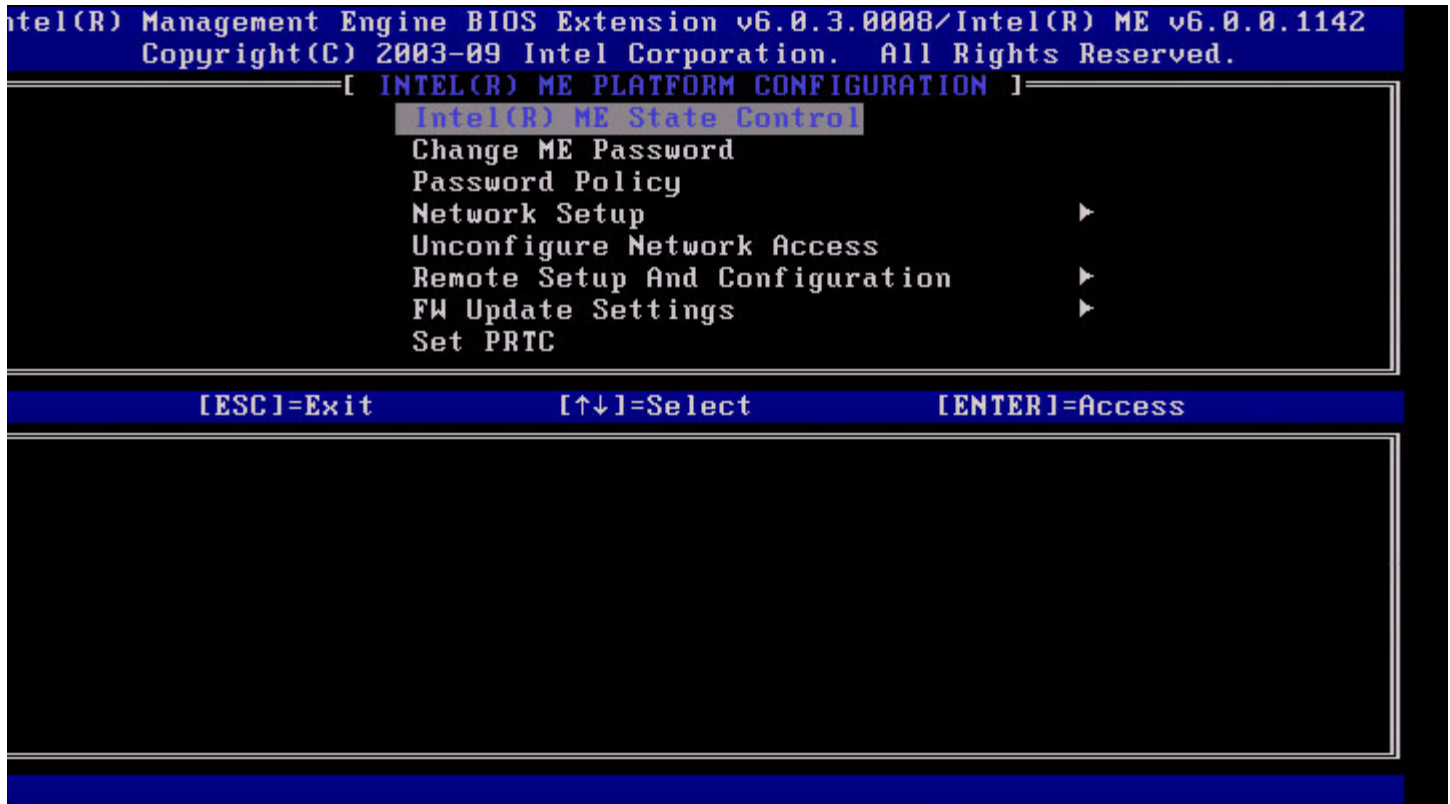 ntel(R) Management Engine BIOS Extension v6.0.3.0008/Intel(R) ME v6.0.0.1142
Copyright(C) 2003-09 Intel Corporation. All Rights Reserved.
[ INTEL(R) ME PLATFORM CONFIGURATION ]
Intel(R) ME State Control
Change ME Password
Password Policy
Network Setup ►
Unconfigure Network Access
Remote Setup And Configuration ►
FW Update Settings ►
Set PRTC
[ESC]=Exit [↑↓]=Select [ENTER]=Access